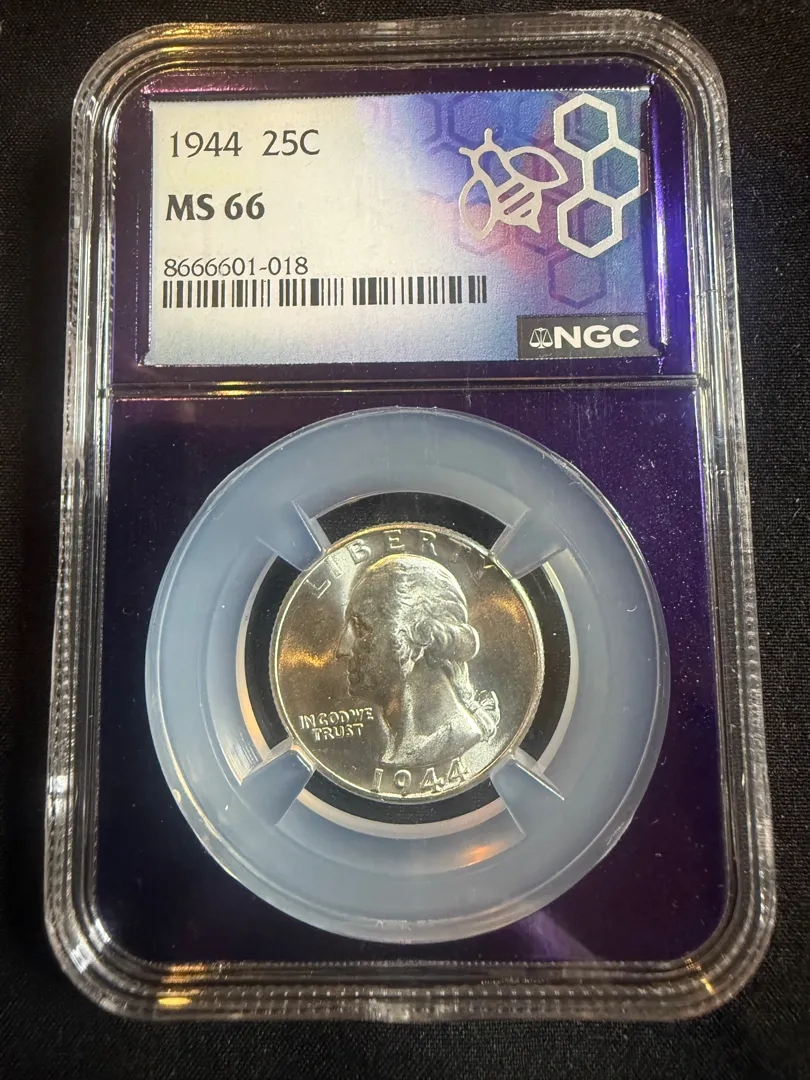 1944 25C
MS 66
8666601-018
NGC
LIBERTY
IN GOD WE
TRUST
1944